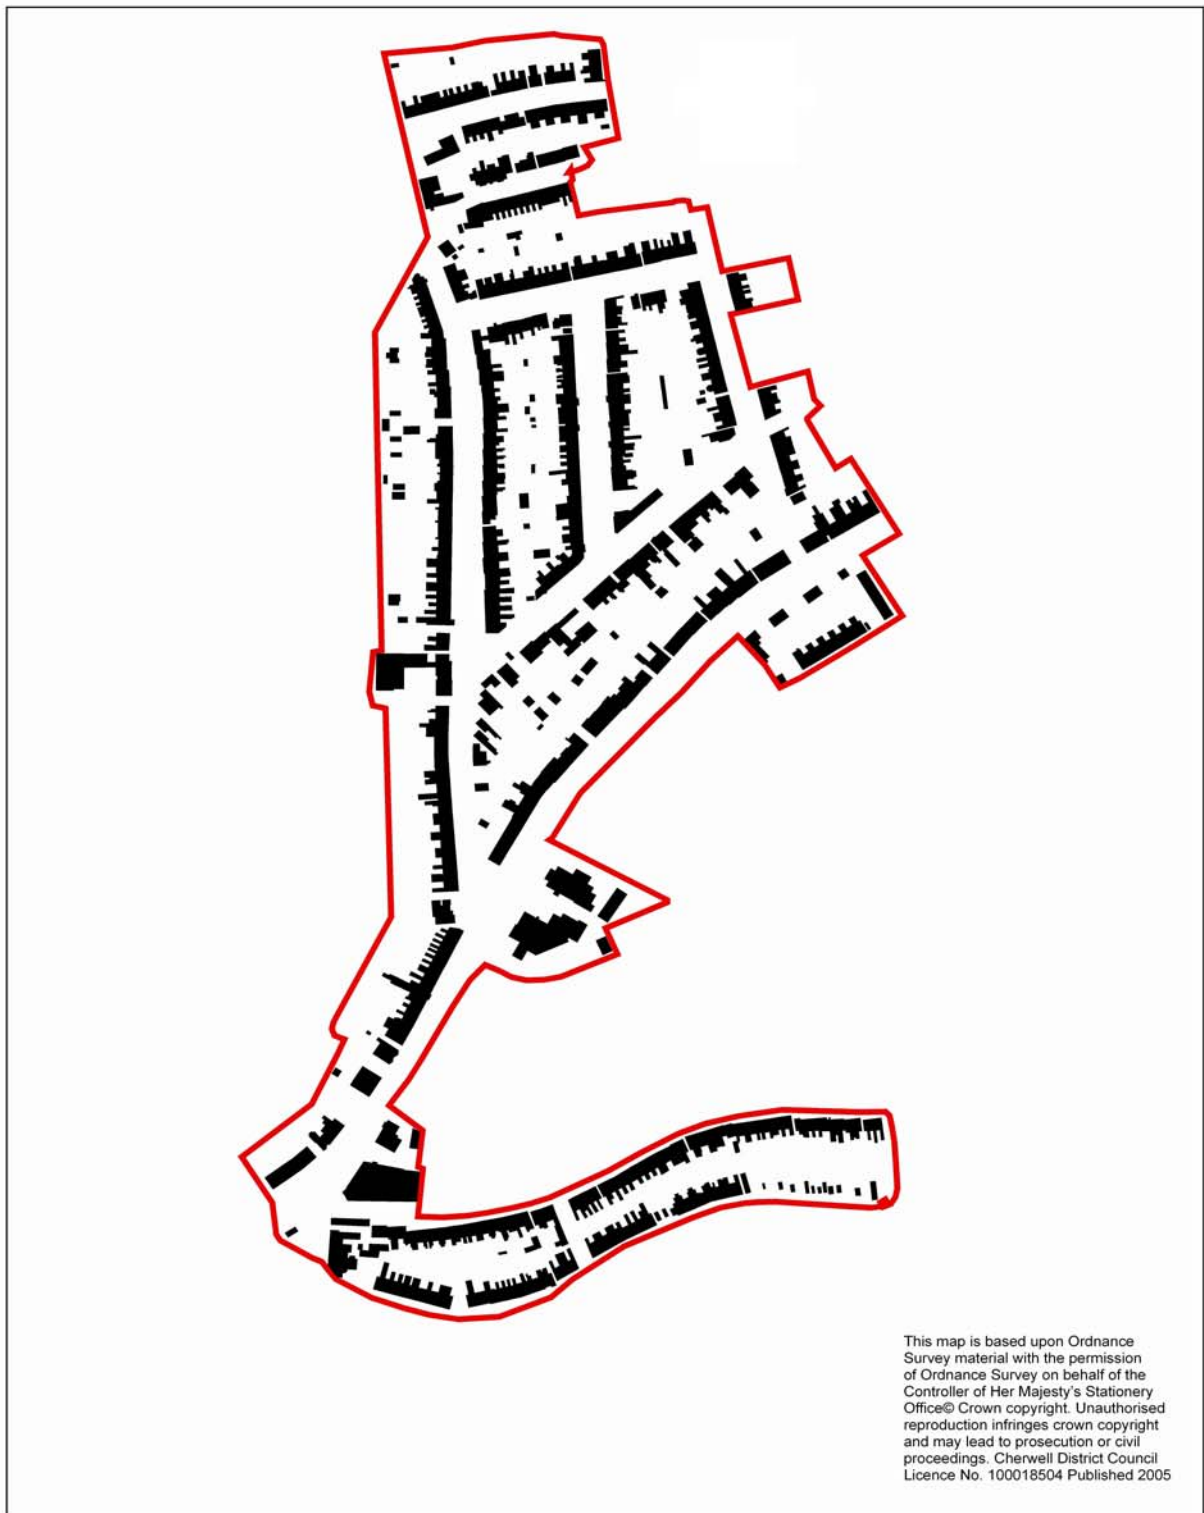 This map is based upon Ordnance
Survey material with the permission
of Ordnance Survey on behalf of the
Controller of Her Majesty's Stationery
Office© Crown copyright. Unauthorised
reproduction infringes crown copyright
and may lead to prosecution or civil
proceedings. Cherwell District Council
Licence No. 100018504 Published 2005